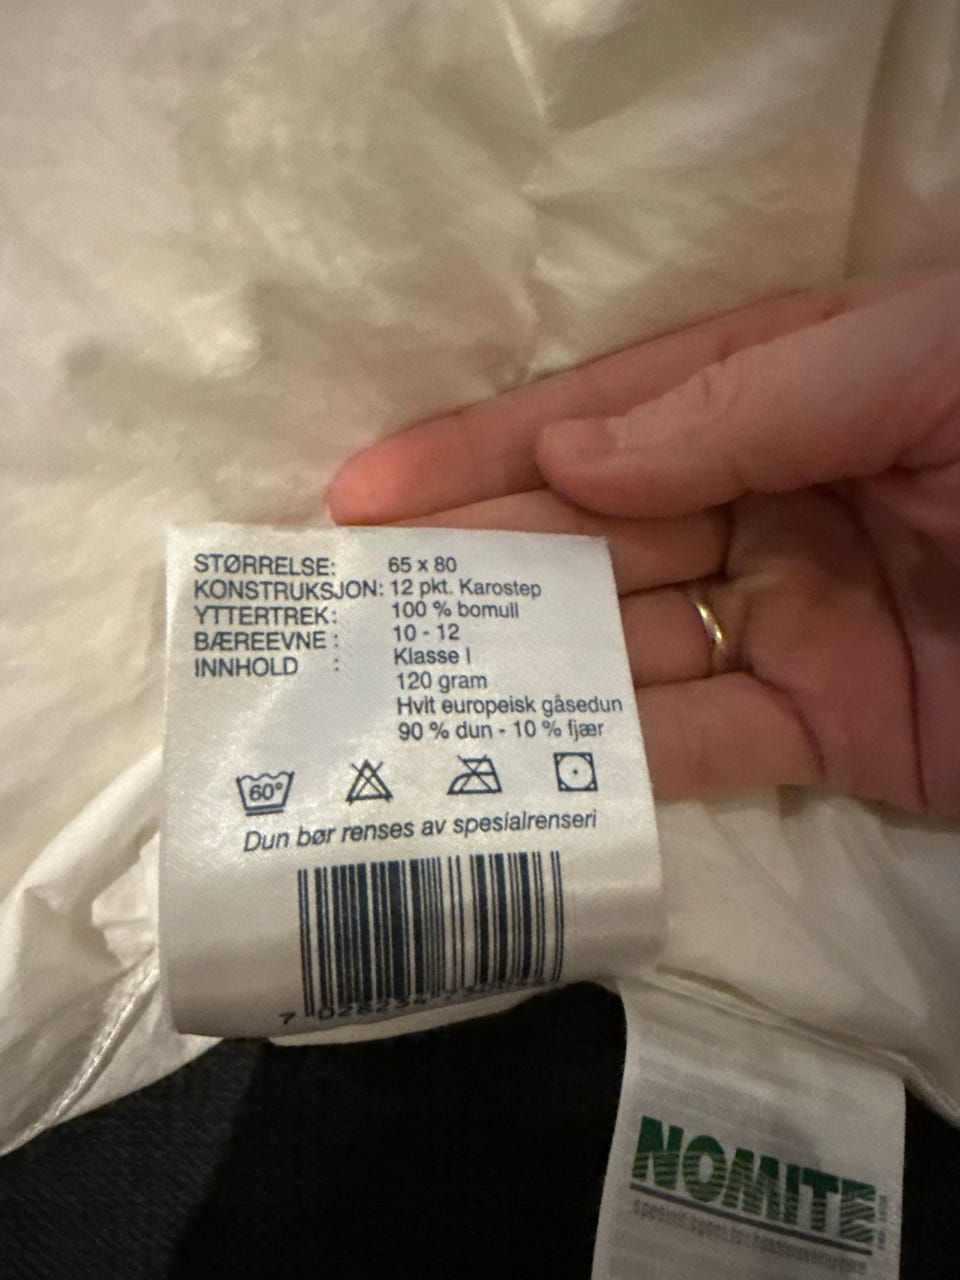 STØRRELSE: 65 x 80
KONSTRUKSJON: 12 pkt. Karostep
YTTERTREK: 100 % bomull
BÆREEVNE : 10 - 12
INNHOLD : Klasse I
120 gram
Hvit europeisk gåsedun
90 % dun - 10 % fjær
60°
Dun bør renses av spesialrenseri
NOMITE